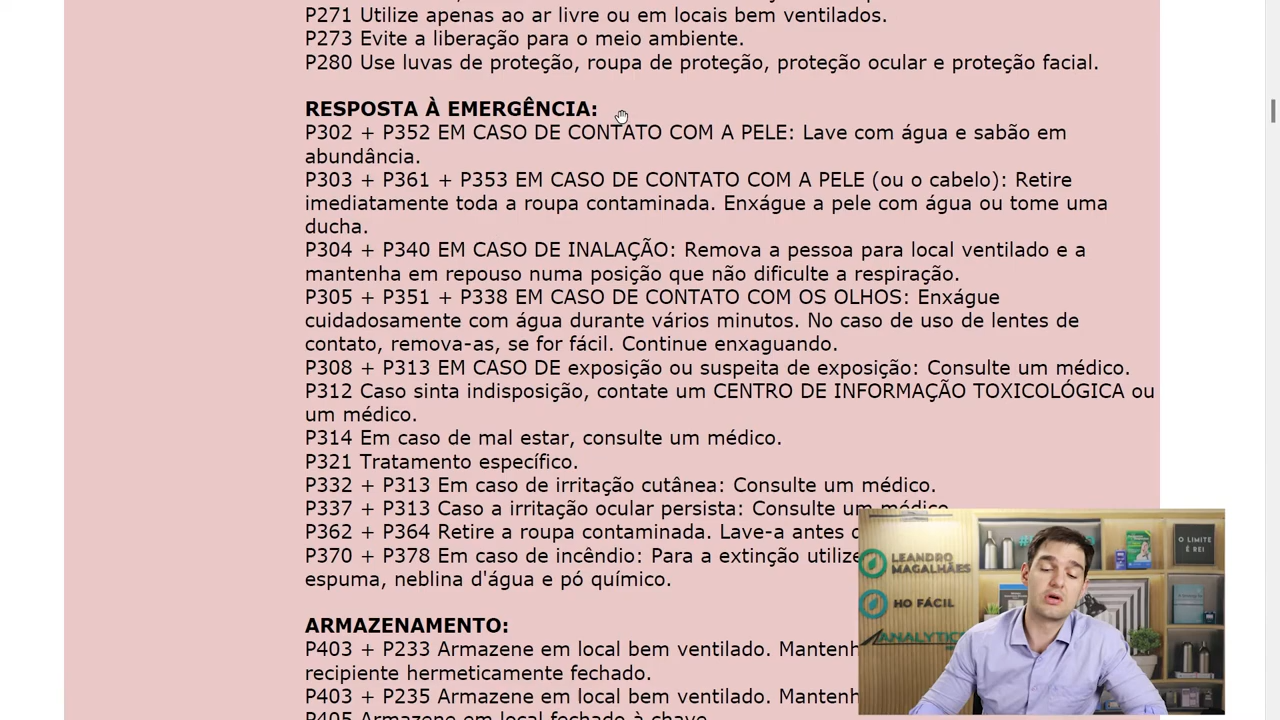 P271 Utilize apenas ao ar livre ou em locais bem ventilados.
P273 Evite a liberação para o meio ambiente.
P280 Use luvas de proteção, roupa de proteção, proteção ocular e proteção facial.
RESPOSTA À EMERGÊNCIA:
P302 + P352 EM CASO DE CONTATO COM A PELE: Lave com água e sabão em
abundância.
P303 + P361 + P353 EM CASO DE CONTATO COM A PELE (ou o cabelo): Retire
imediatamente toda a roupa contaminada. Enxágue a pele com água ou tome uma
ducha.
P304 + P340 EM CASO DE INALAÇÃO: Remova a pessoa para local ventilado e a
mantenha em repouso numa posição que não dificulte a respiração.
P305 + P351 + P338 EM CASO DE CONTATO COM OS OLHOS: Enxágue
cuidadosamente com água durante vários minutos. No caso de uso de lentes de
contato, remova-as, se for fácil. Continue enxaguando.
P308 + P313 EM CASO DE exposição ou suspeita de exposição: Consulte um médico.
P312 Caso sinta indisposição, contate um CENTRO DE INFORMAÇÃO TOXICOLÓGICA ou
um médico.
P314 Em caso de mal estar, consulte um médico.
P321 Tratamento específico.
P332 + P313 Em caso de irritação cutânea: Consulte um médico.
P337 + P313 Caso a irritação ocular persista: Consulte um médico.
P362 + P364 Retire a roupa contaminada. Lave-a antes
P370 + P378 Em caso de incêndio: Para a extinção utilize
espuma, neblina d'água e pó químico.
ARMAZENAMENTO:
P403 + P233 Armazene em local bem ventilado. Mantenh
recipiente hermeticamente fechado.
P403 + P235 Armazene em local bem ventilado. Mantenh
P405 Armazene em local fechado à chave.
LEANDRO
MAGALHÃES
HO FÁCIL
ANALYTIC
O LIMITE
É REI